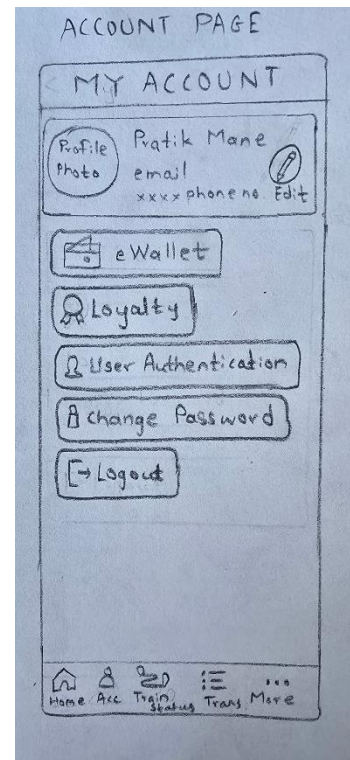 ACCOUNT PAGE
MY ACCOUNT
Profile
Photo
Pratik Mane
email
xxxx phone no
Edit
eWallet
Loyalty
User Authentication
change Password
Logout
Home Acc Train Status Trans More